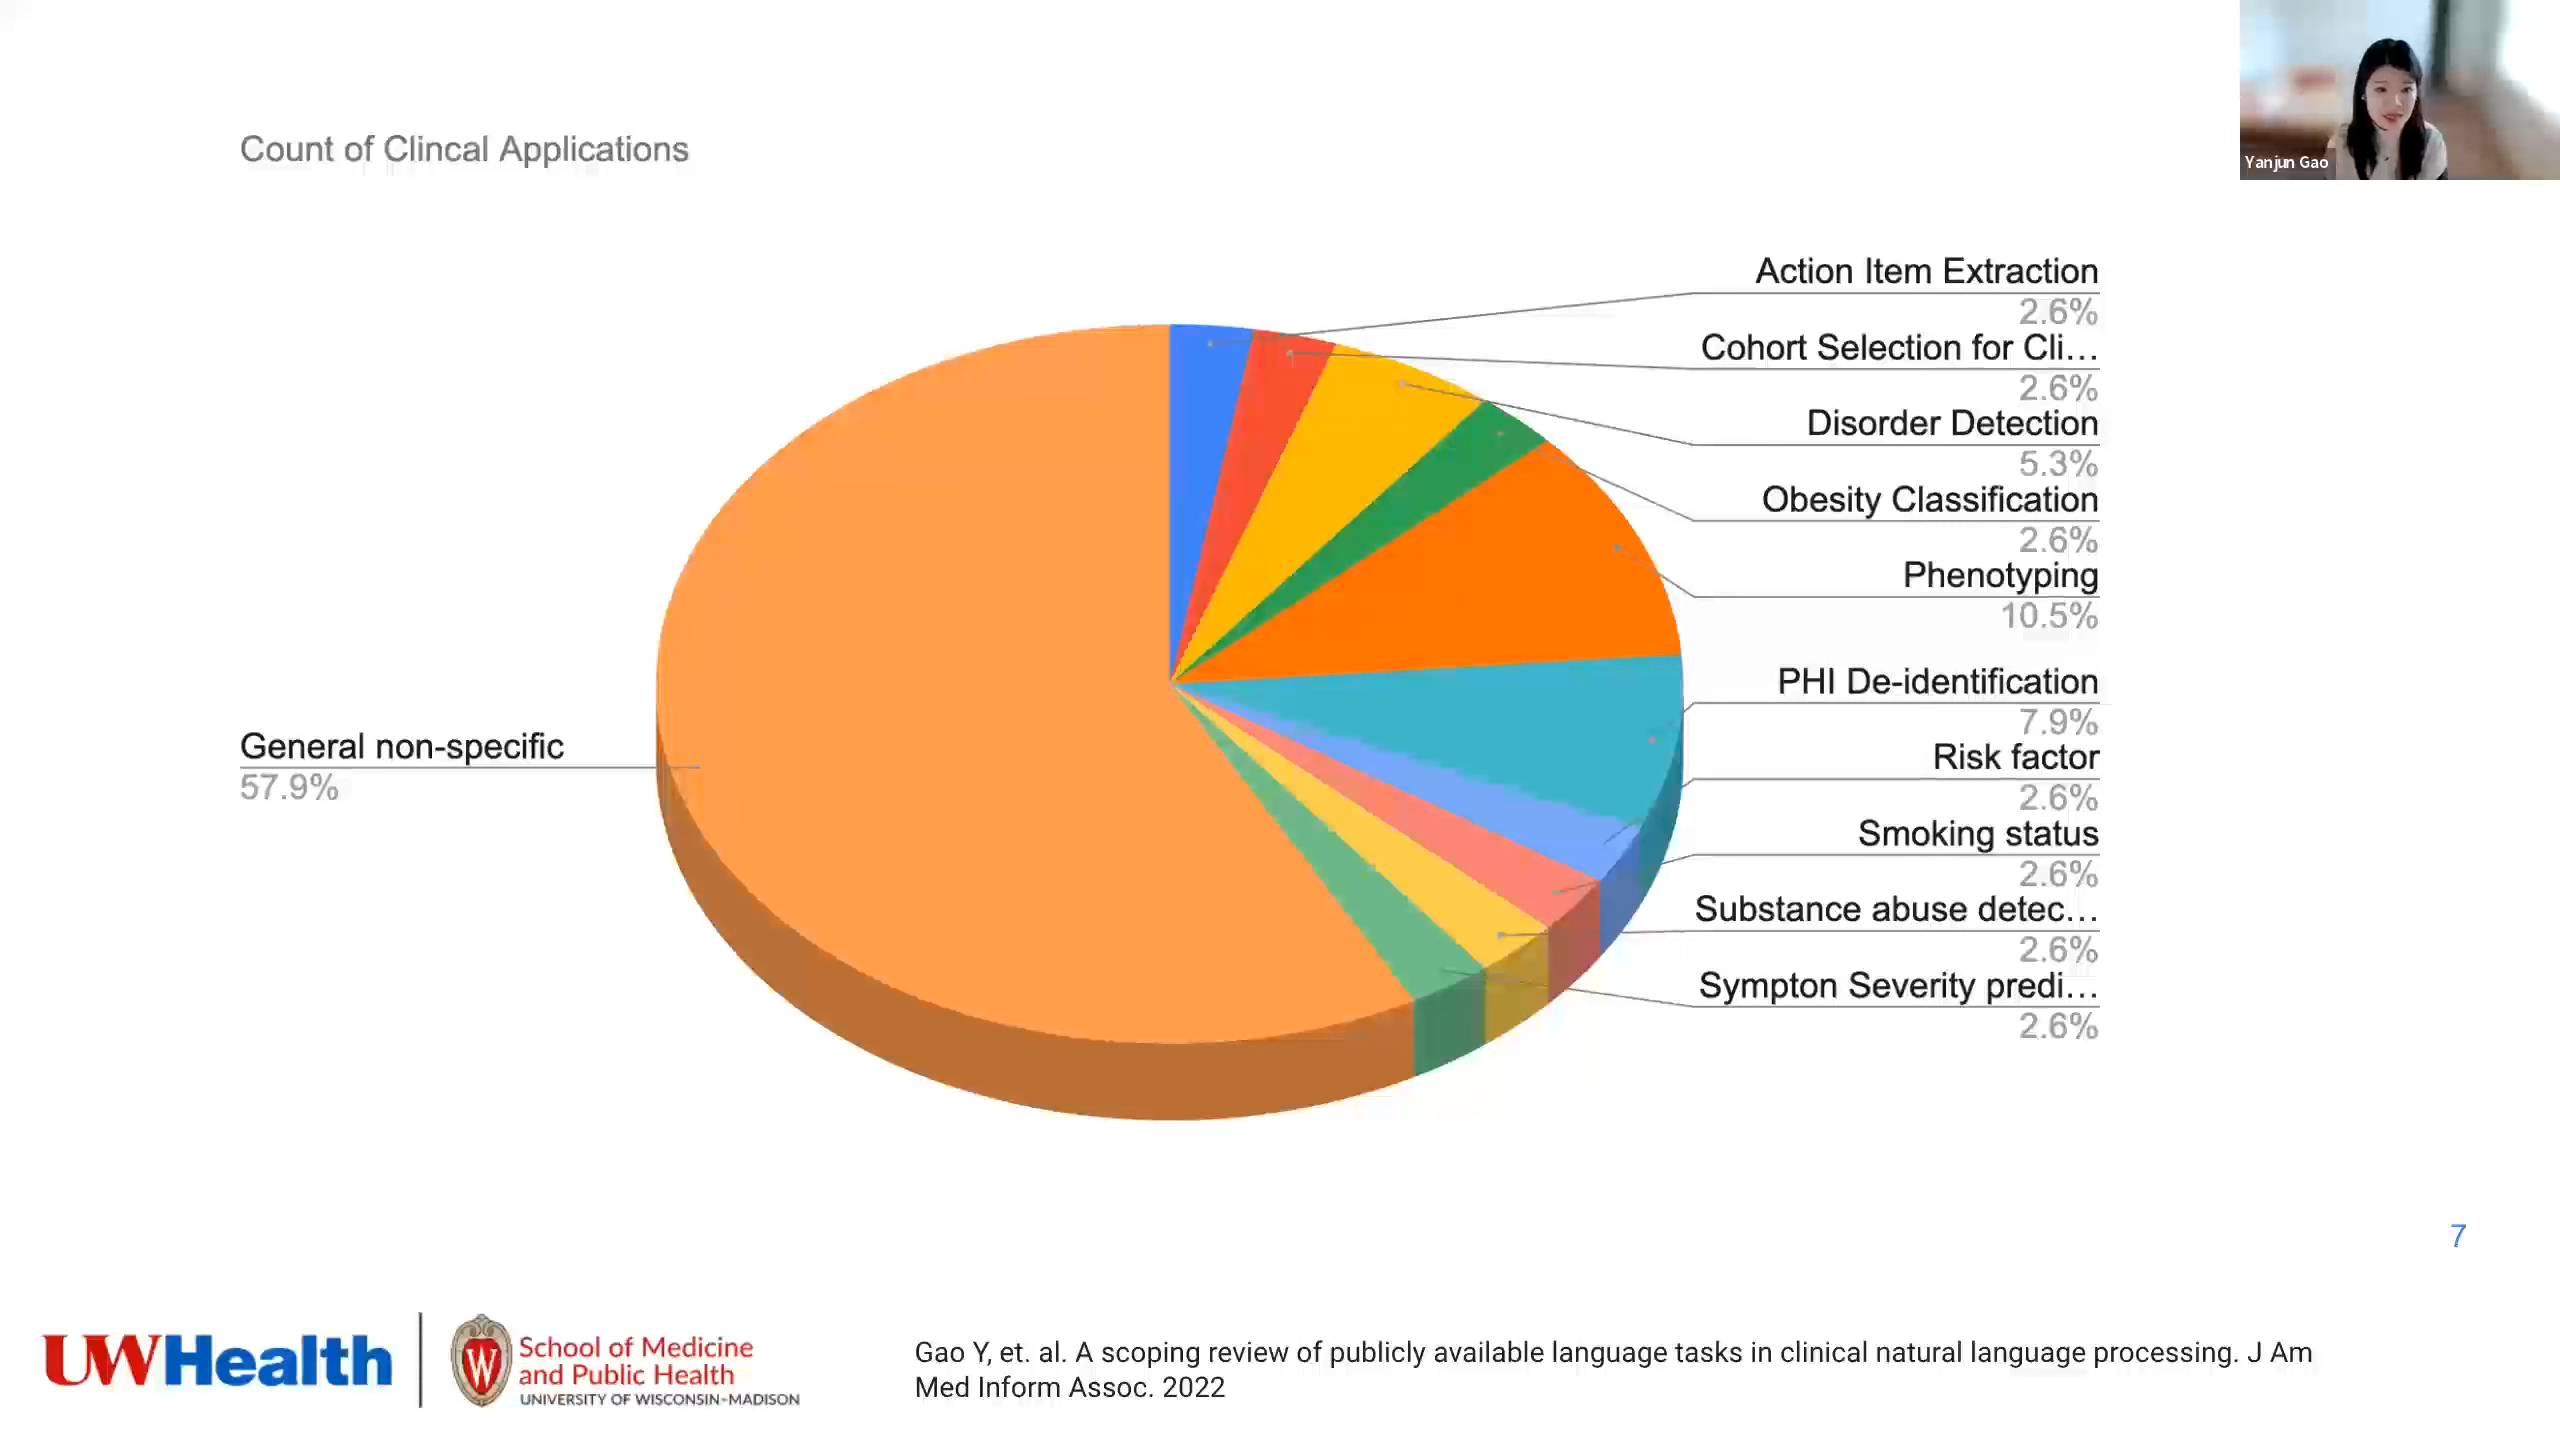 Yanjun Gao
Count of Clincal Applications
Action Item Extraction
2.6%
Cohort Selection for Cli...
2.6%
Disorder Detection
5.3%
Obesity Classification
2.6%
Phenotyping
10.5%
PHI De-identification
7.9%
Risk factor
2.6%
Smoking status
2.6%
Substance abuse detec...
2.6%
Sympton Severity predi...
2.6%
General non-specific
57.9%
7
UWHealth
W
School of Medicine
and Public Health
UNIVERSITY OF WISCONSIN-MADISON
Gao Y, et. al. A scoping review of publicly available language tasks in clinical natural language processing. J Am
Med Inform Assoc. 2022